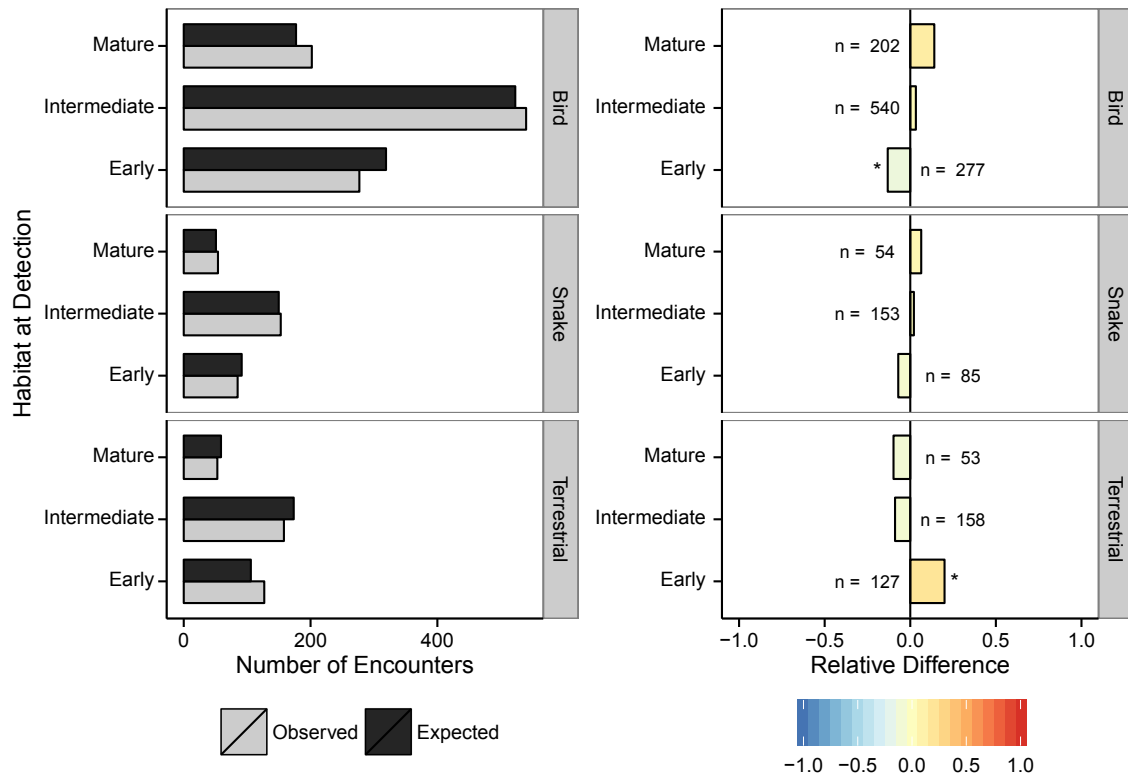 Habitat at Detection
Mature
Intermediate
Early
Bird
Mature
Intermediate
Early
Snake
Mature
Intermediate
Early
Terrestrial
0 200 400
Number of Encounters
Observed Expected
Mature n = 202
Intermediate n = 540
Early * n = 277
Bird
Mature n = 54
Intermediate n = 153
Early n = 85
Snake
Mature n = 53
Intermediate n = 158
Early n = 127 *
Terrestrial
−1.0 −0.5 0.0 0.5 1.0
Relative Difference
−1.0 −0.5 0.0 0.5 1.0